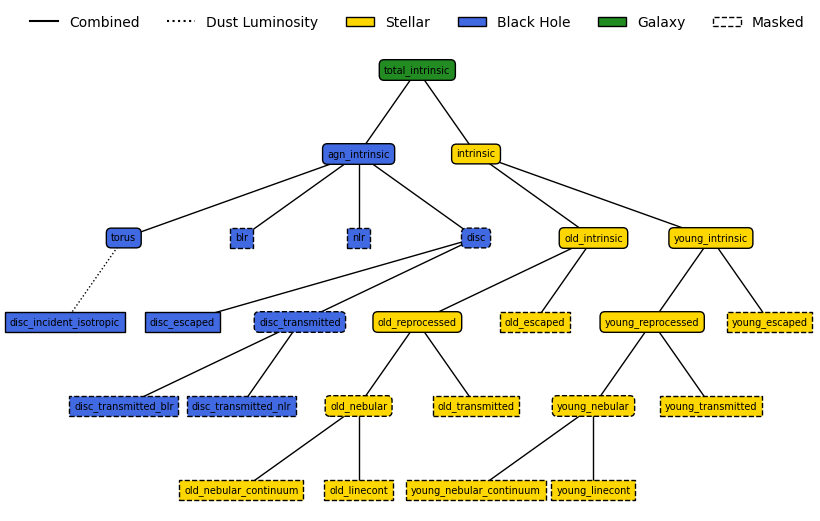 Combined Dust Luminosity Stellar Black Hole Galaxy Masked
total_intrinsic
agn_intrinsic intrinsic
torus blr nlr disc old_intrinsic young_intrinsic
disc_incident_isotropic disc_escaped disc_transmitted old_reprocessed old_escaped young_reprocessed young_escaped
disc_transmitted_blr disc_transmitted_nlr old_nebular old_transmitted young_nebular young_transmitted
old_nebular_continuum old_linecont young_nebular_continuum young_linecont